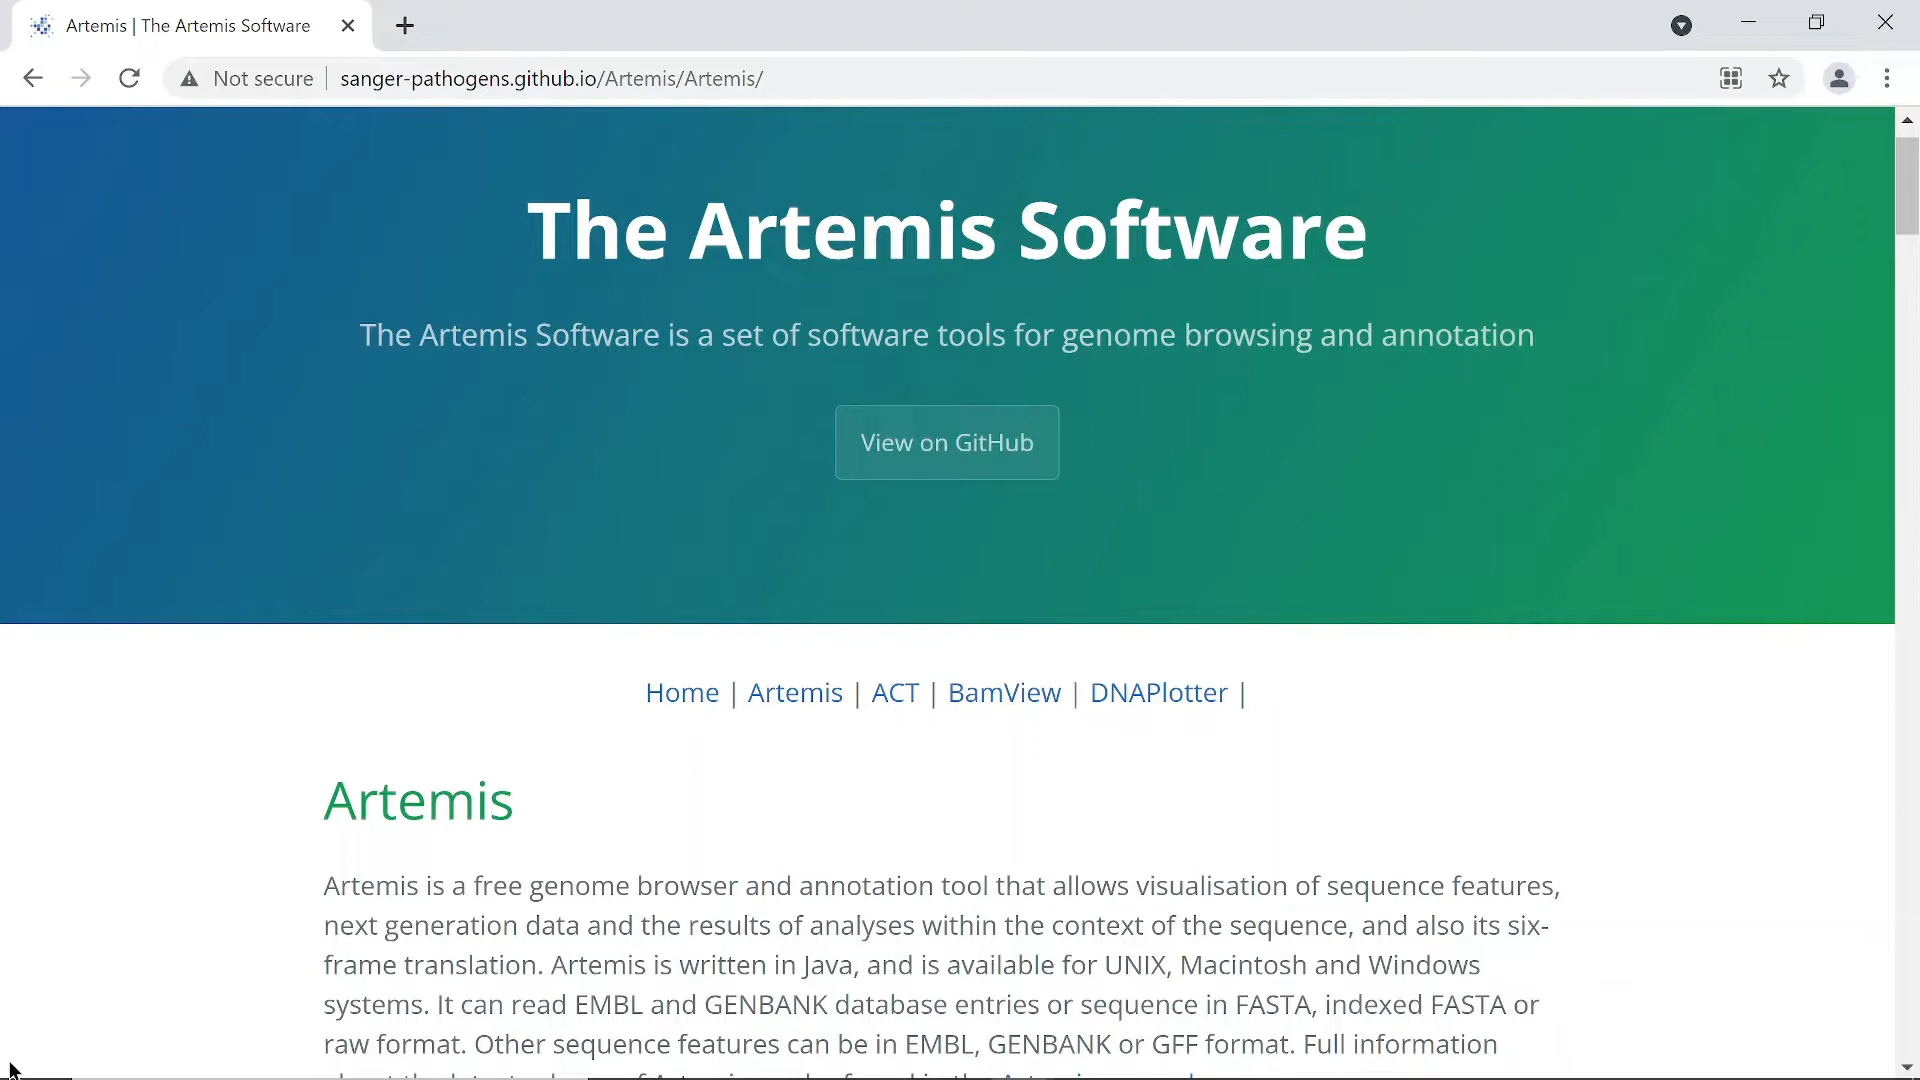 Artemis | The Artemis Software
Not secure
sanger-pathogens.github.io/Artemis/Artemis/
The Artemis Software
The Artemis Software is a set of software tools for genome browsing and annotation
View on GitHub
Home | Artemis | ACT | BamView | DNAPlotter |
Artemis
Artemis is a free genome browser and annotation tool that allows visualisation of sequence features,
next generation data and the results of analyses within the context of the sequence, and also its six-
frame translation. Artemis is written in Java, and is available for UNIX, Macintosh and Windows
systems. It can read EMBL and GENBANK database entries or sequence in FASTA, indexed FASTA or
raw format. Other sequence features can be in EMBL, GENBANK or GFF format. Full information